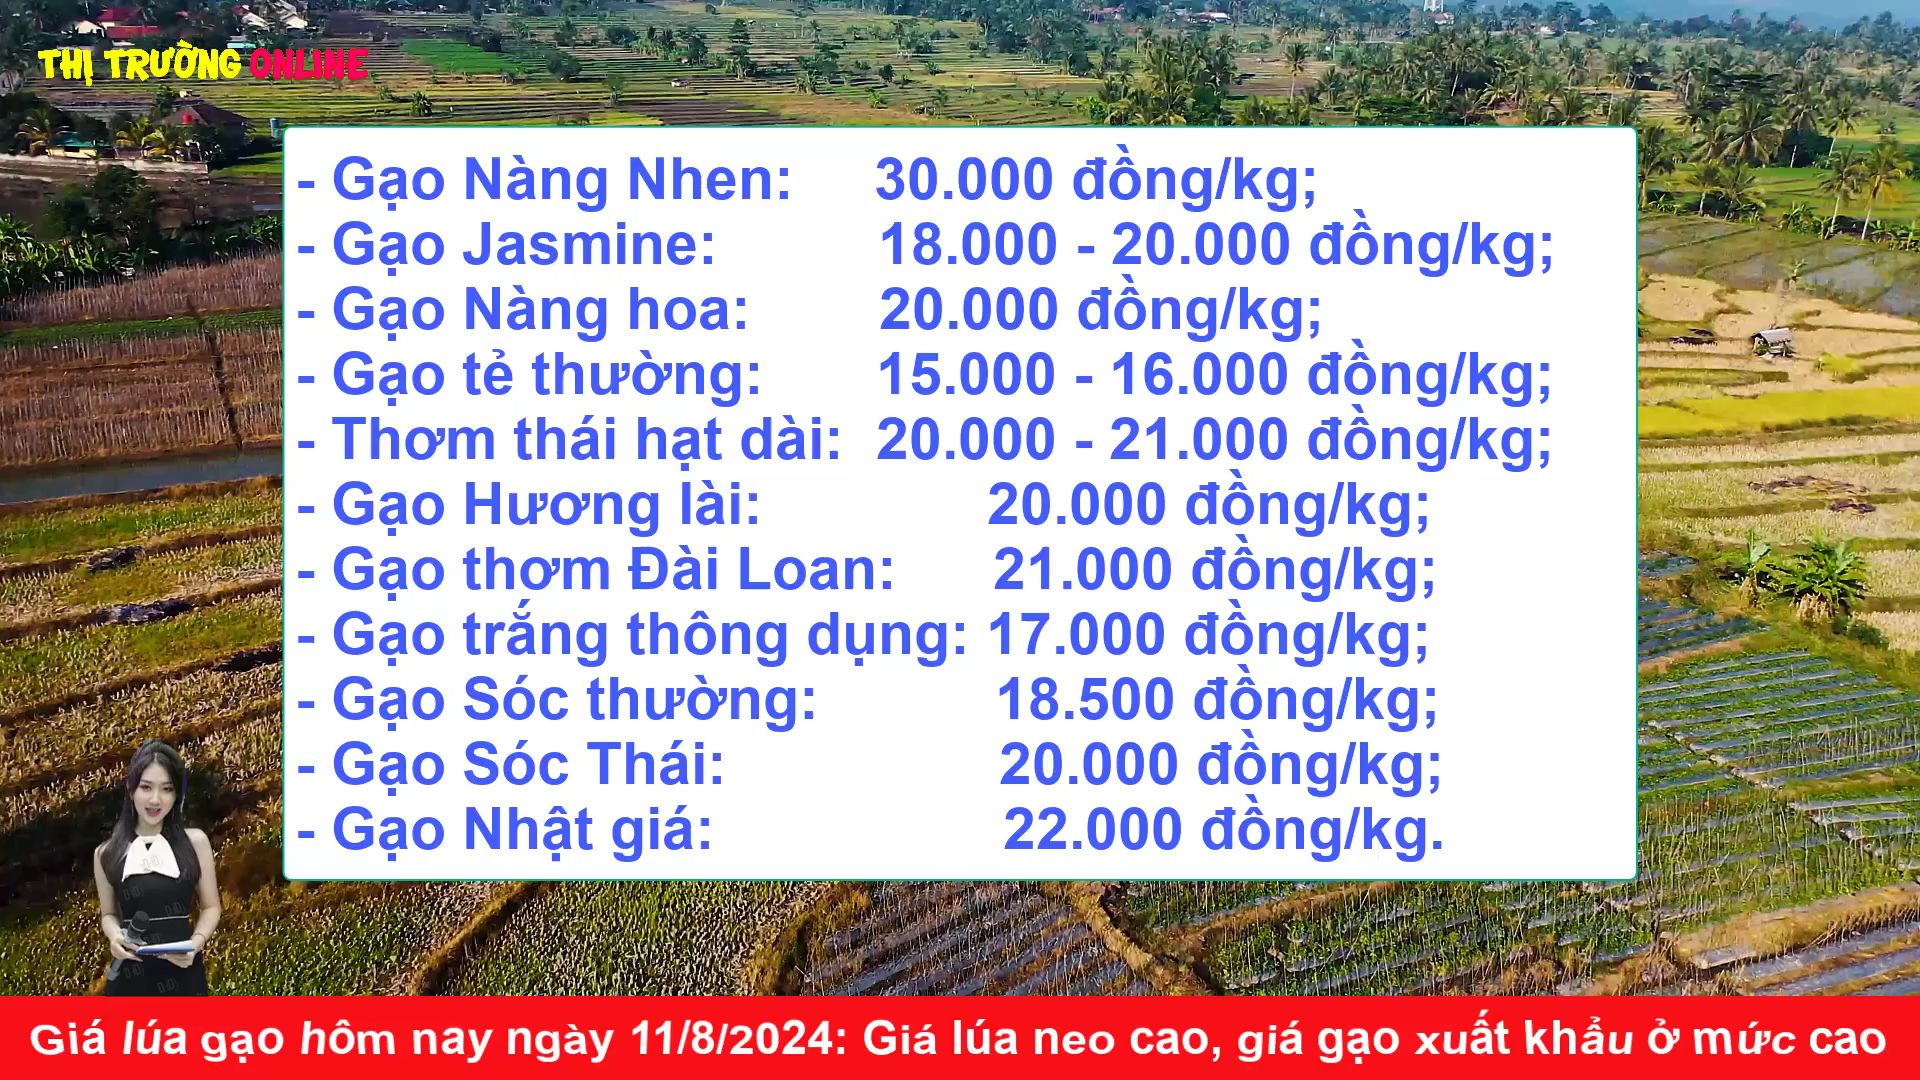 THỊ TRƯỜNG ONLINE
- Gạo Nàng Nhen: 30.000 đồng/kg;
- Gạo Jasmine: 18.000 - 20.000 đồng/kg;
- Gạo Nàng hoa: 20.000 đồng/kg;
- Gạo tẻ thường: 15.000 - 16.000 đồng/kg;
- Thơm thái hạt dài: 20.000 - 21.000 đồng/kg;
- Gạo Hương lài: 20.000 đồng/kg;
- Gạo thơm Đài Loan: 21.000 đồng/kg;
- Gạo trắng thông dụng: 17.000 đồng/kg;
- Gạo Sóc thường: 18.500 đồng/kg;
- Gạo Sóc Thái: 20.000 đồng/kg;
- Gạo Nhật giá: 22.000 đồng/kg.
Giá lúa gạo hôm nay ngày 11/8/2024: Giá lúa neo cao, giá gạo xuất khẩu ở mức cao